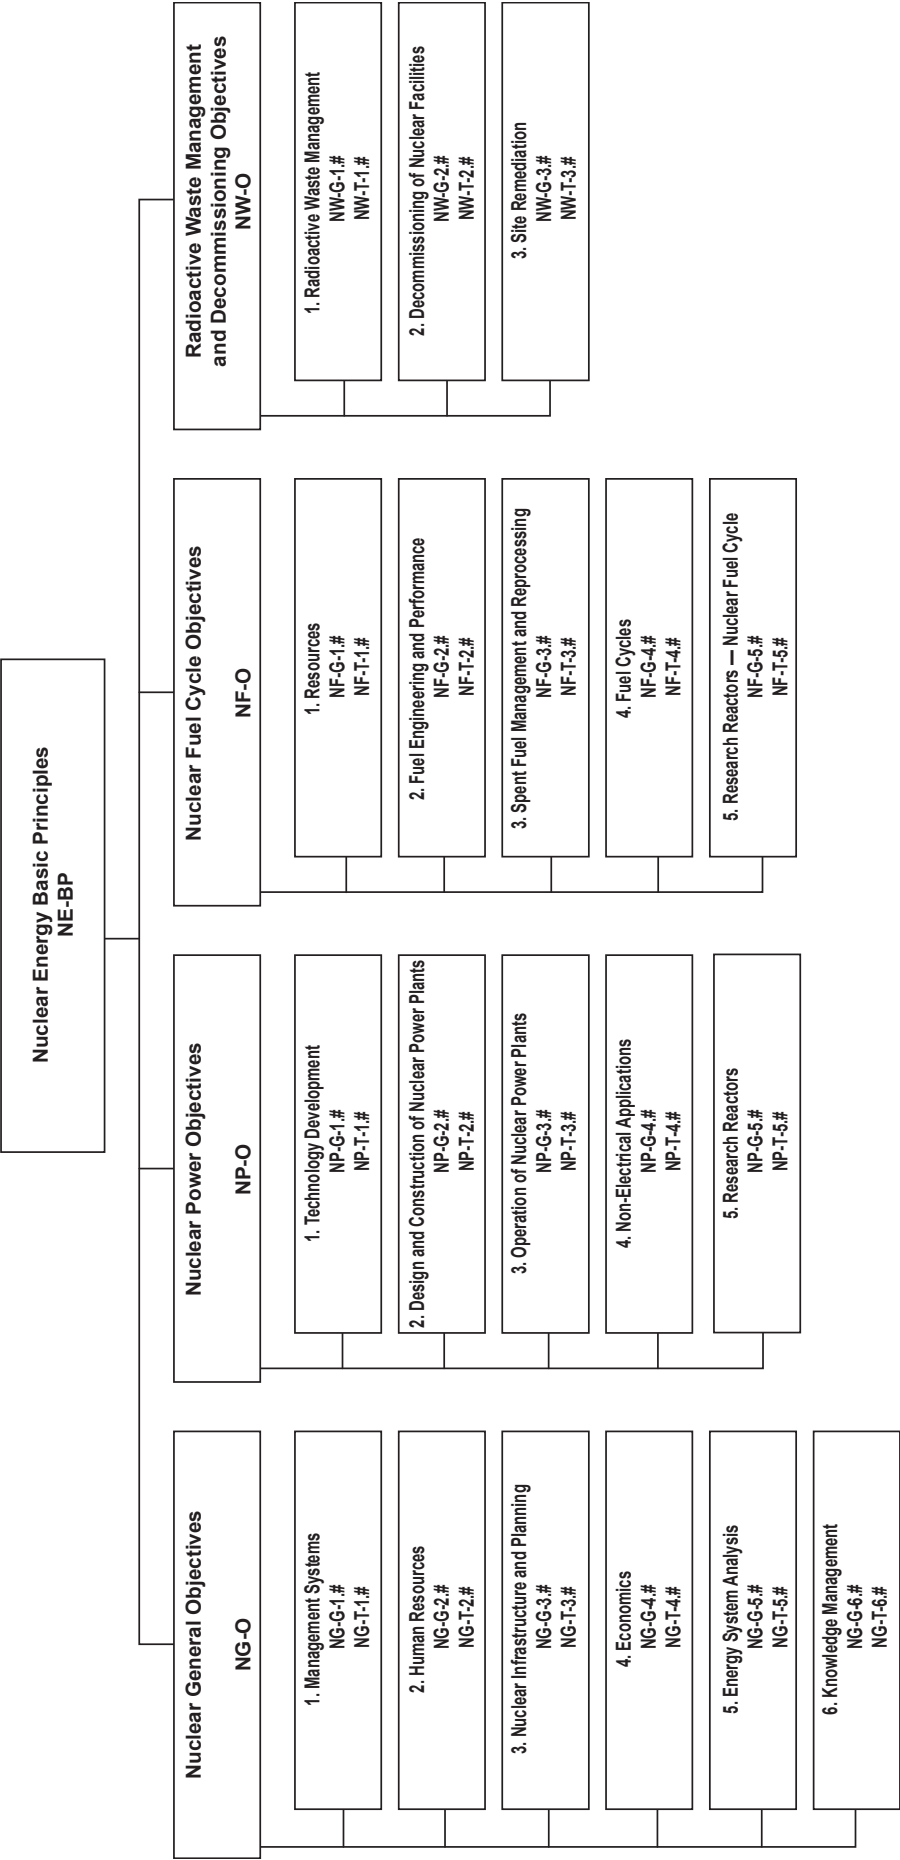 Nuclear Energy Basic Principles
NE-BP
Nuclear General Objectives
NG-O
1. Management Systems
NG-G-1.#
NG-T-1.#
2. Human Resources
NG-G-2.#
NG-T-2.#
3. Nuclear Infrastructure and Planning
NG-G-3.#
NG-T-3.#
4. Economics
NG-G-4.#
NG-T-4.#
5. Energy System Analysis
NG-G-5.#
NG-T-5.#
6. Knowledge Management
NG-G-6.#
NG-T-6.#
Nuclear Power Objectives
NP-O
1. Technology Development
NP-G-1.#
NP-T-1.#
2. Design and Construction of Nuclear Power Plants
NP-G-2.#
NP-T-2.#
3. Operation of Nuclear Power Plants
NP-G-3.#
NP-T-3.#
4. Non-Electrical Applications
NP-G-4.#
NP-T-4.#
5. Research Reactors
NP-G-5.#
NP-T-5.#
Nuclear Fuel Cycle Objectives
NF-O
1. Resources
NF-G-1.#
NF-T-1.#
2. Fuel Engineering and Performance
NF-G-2.#
NF-T-2.#
3. Spent Fuel Management and Reprocessing
NF-G-3.#
NF-T-3.#
4. Fuel Cycles
NF-G-4.#
NF-T-4.#
5. Research Reactors — Nuclear Fuel Cycle
NF-G-5.#
NF-T-5.#
Radioactive Waste Management
and Decommissioning Objectives
NW-O
1. Radioactive Waste Management
NW-G-1.#
NW-T-1.#
2. Decommissioning of Nuclear Facilities
NW-G-2.#
NW-T-2.#
3. Site Remediation
NW-G-3.#
NW-T-3.#